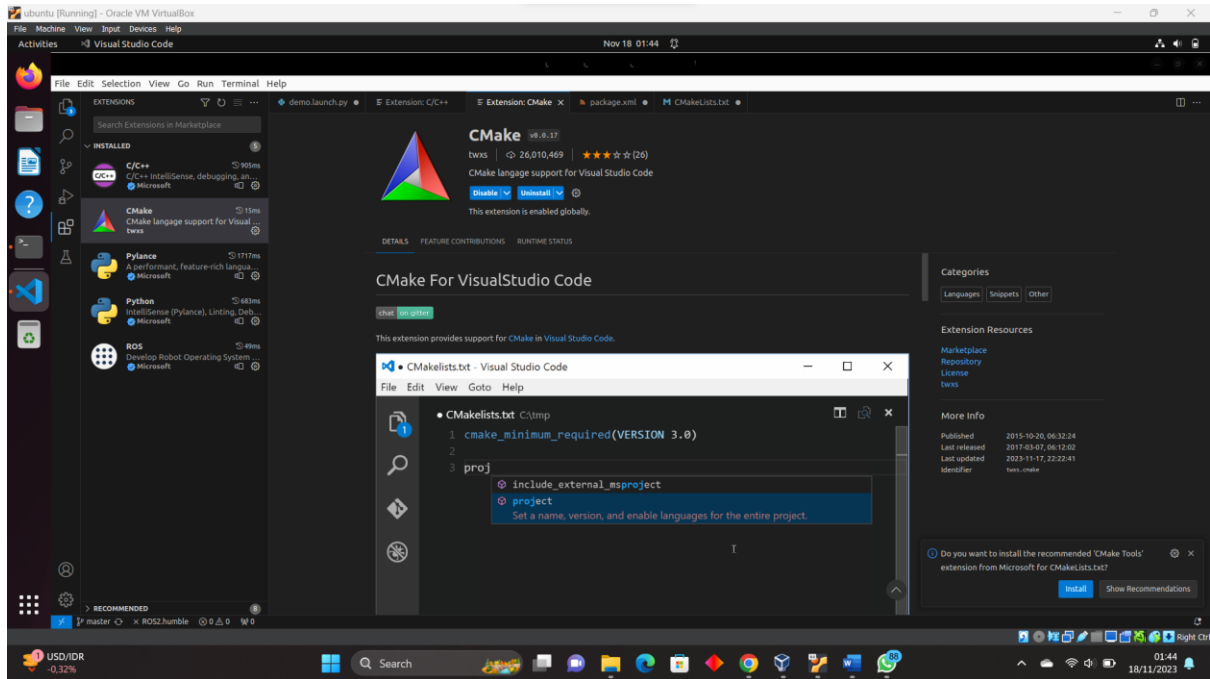 ubuntu [Running] - Oracle VM VirtualBox
File Machine View Input Devices Help
Activities Visual Studio Code Nov 18 01:44
File Edit Selection View Go Run Terminal Help
EXTENSIONS
Search Extensions in Marketplace
INSTALLED 5
C/C++ 905ms
C/C++ IntelliSense, debugging, an...
Microsoft
CMake 15ms
CMake langage support for Visual ...
twxs
Pylance 1717ms
A performant, feature-rich langua...
Microsoft
Python 683ms
IntelliSense (Pylance), Linting, Deb...
Microsoft
ROS 49ms
Develop Robot Operating System ...
Microsoft
RECOMMENDED 8
demo.launch.py Extension: C/C++ Extension: CMake package.xml CMakeLists.txt
CMake v0.0.17
twxs 26,010,469 (26)
CMake langage support for Visual Studio Code
Disable Uninstall
This extension is enabled globally.
DETAILS FEATURE CONTRIBUTIONS RUNTIME STATUS
CMake For VisualStudio Code
chat on gitter
This extension provides support for CMake in Visual Studio Code.
CMakelists.txt - Visual Studio Code
File Edit View Goto Help
CMakelists.txt C:\tmp
1
1 cmake_minimum_required(VERSION 3.0)
2
3 proj
include_external_msproject
project
Set a name, version, and enable languages for the entire project.
Categories
Languages Snippets Other
Extension Resources
Marketplace
Repository
License
twxs
More Info
Published 2015-10-20, 06:32:24
Last released 2017-03-07, 06:12:02
Last updated 2023-11-17, 22:22:41
Identifier twxs.cmake
Do you want to install the recommended 'CMake Tools'
extension from Microsoft for CMakeLists.txt?
Install Show Recommendations
master ROS2.humble 0 0 0
Right Ctrl
1 USD/IDR
-0,32%
Search
88
01:44
18/11/2023